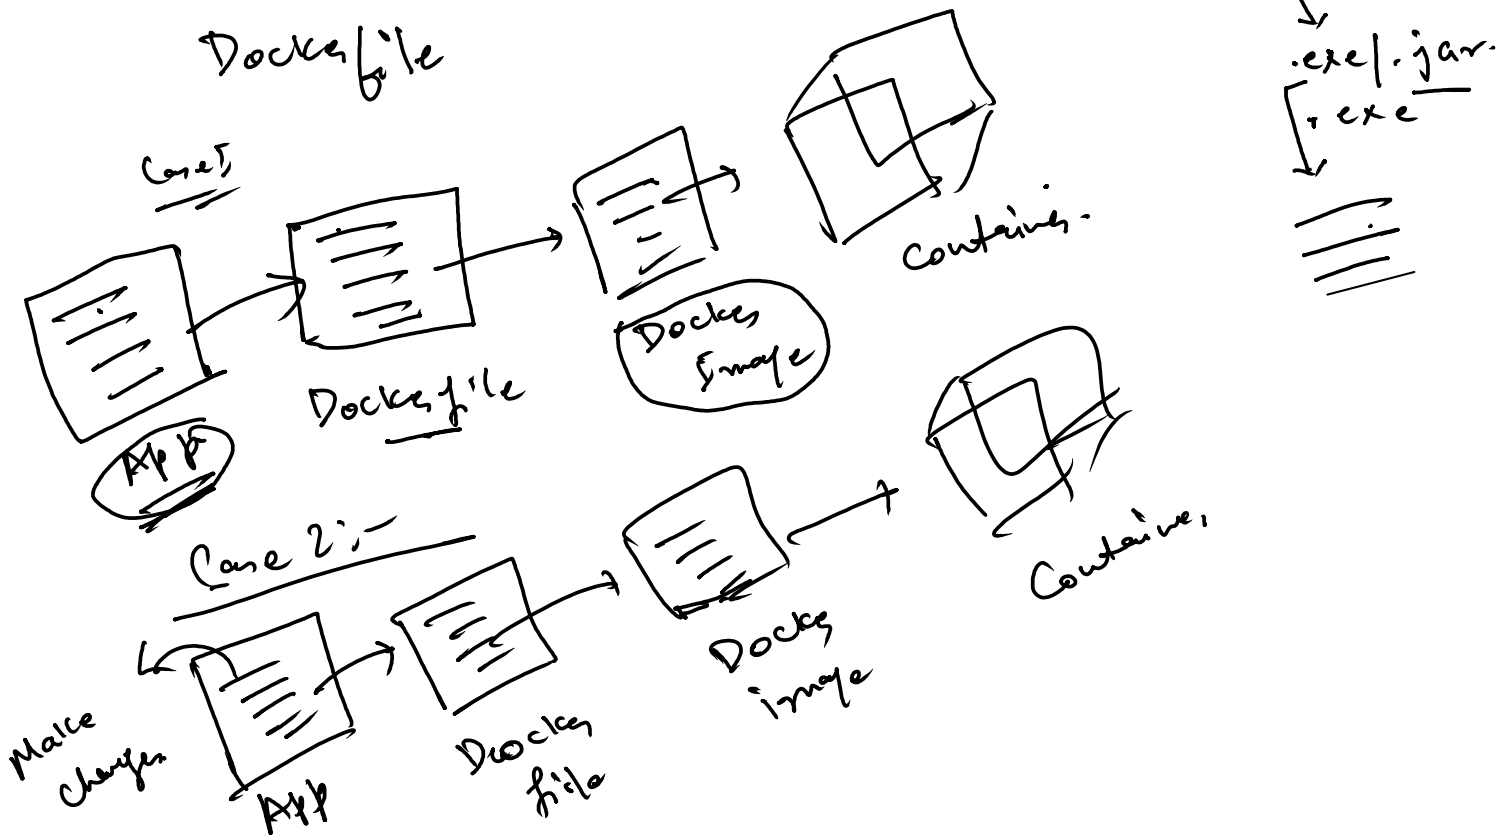 Dockerfile
Case 1
.exe/.jar.
.exe
Container.
Docker
Image
Dockerfile
App
Case 2:-
Container.
Docker
image
Make
changes.
App
Docker
file